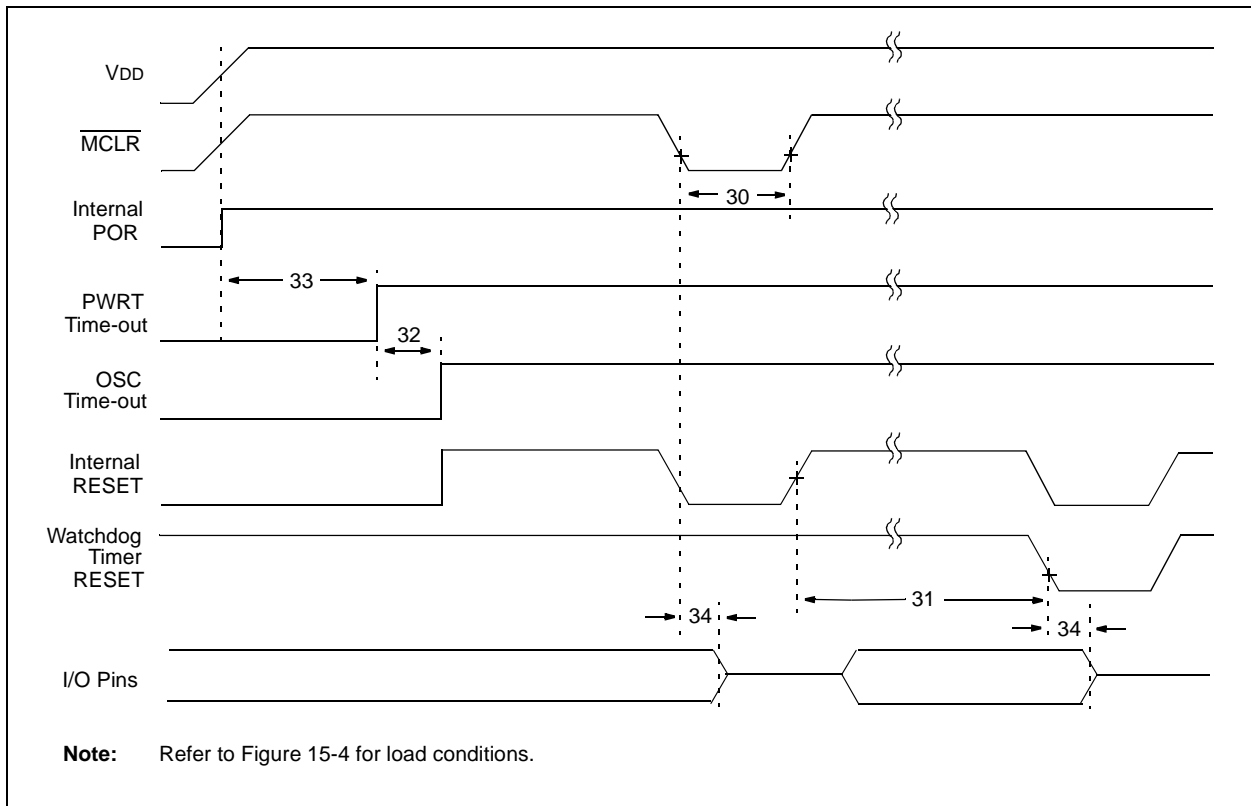 VDD
MCLR
Internal
POR
30
33
PWRT
Time-out
32
OSC
Time-out
Internal
RESET
Watchdog
Timer
RESET
31
34
34
I/O Pins
Note: Refer to Figure 15-4 for load conditions.